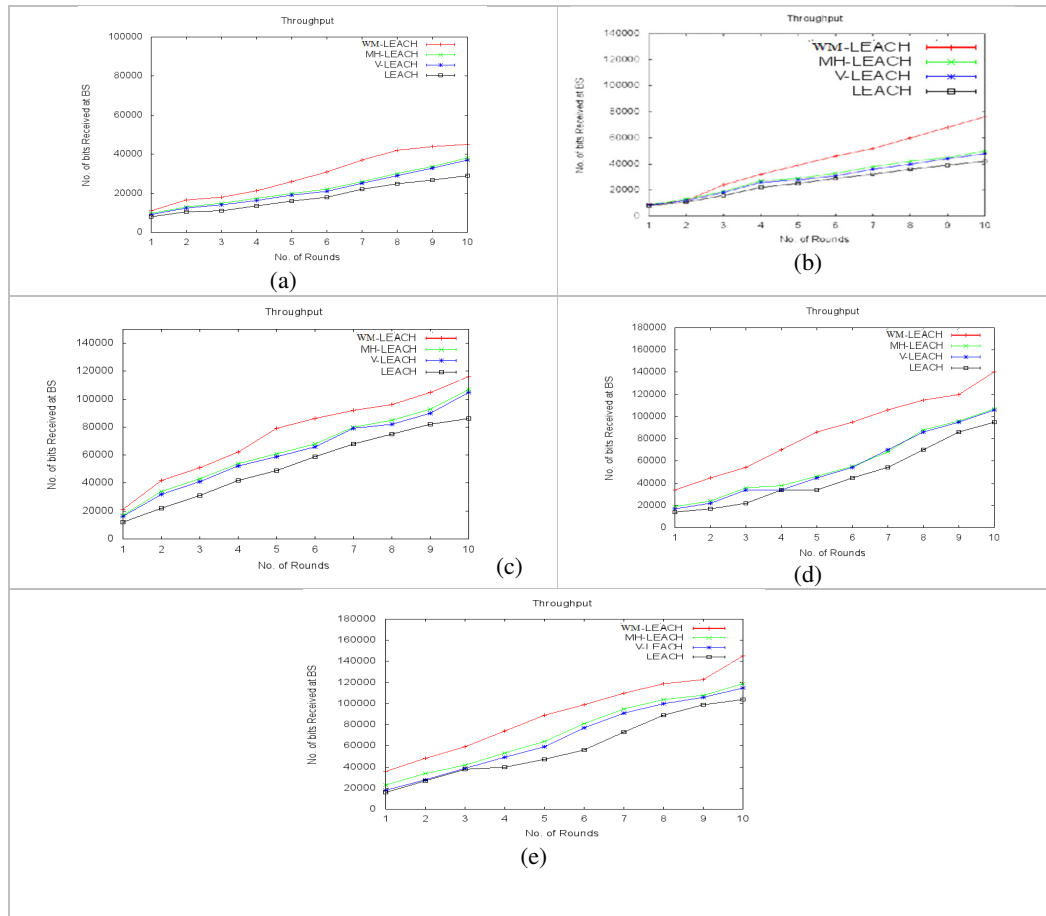 Throughput
No. of bits Received at BS
100000
80000
60000
40000
20000
0
WM-LEACH
MH-LEACH
V-LEACH
LEACH
1 2 3 4 5 6 7 8 9 10
No. of Rounds
(a)
No. of bits Received at BS
140000
120000
100000
80000
60000
40000
20000
0
WM-LEACH
MH-LEACH
V-LEACH
LEACH
1 2 3 4 5 6 7 8 9 10
No. of Rounds
(b)
Throughput
No. of bits Received at BS
140000
120000
100000
80000
60000
40000
20000
0
WM-LEACH
MH-LEACH
V-LEACH
LEACH
1 2 3 4 5 6 7 8 9 10
No. of Rounds
(c)
Throughput
No. of bits Received at BS
180000
160000
140000
120000
100000
80000
60000
40000
20000
0
WM-LEACH
MH-LEACH
V-LEACH
LEACH
1 2 3 4 5 6 7 8 9 10
No. of Rounds
(d)
Throughput
No. of bits Received at BS
180000
160000
140000
120000
100000
80000
60000
40000
20000
0
WM-LEACH
MH-LEACH
V-LEACH
LEACH
1 2 3 4 5 6 7 8 9 10
No. of Rounds
(e)